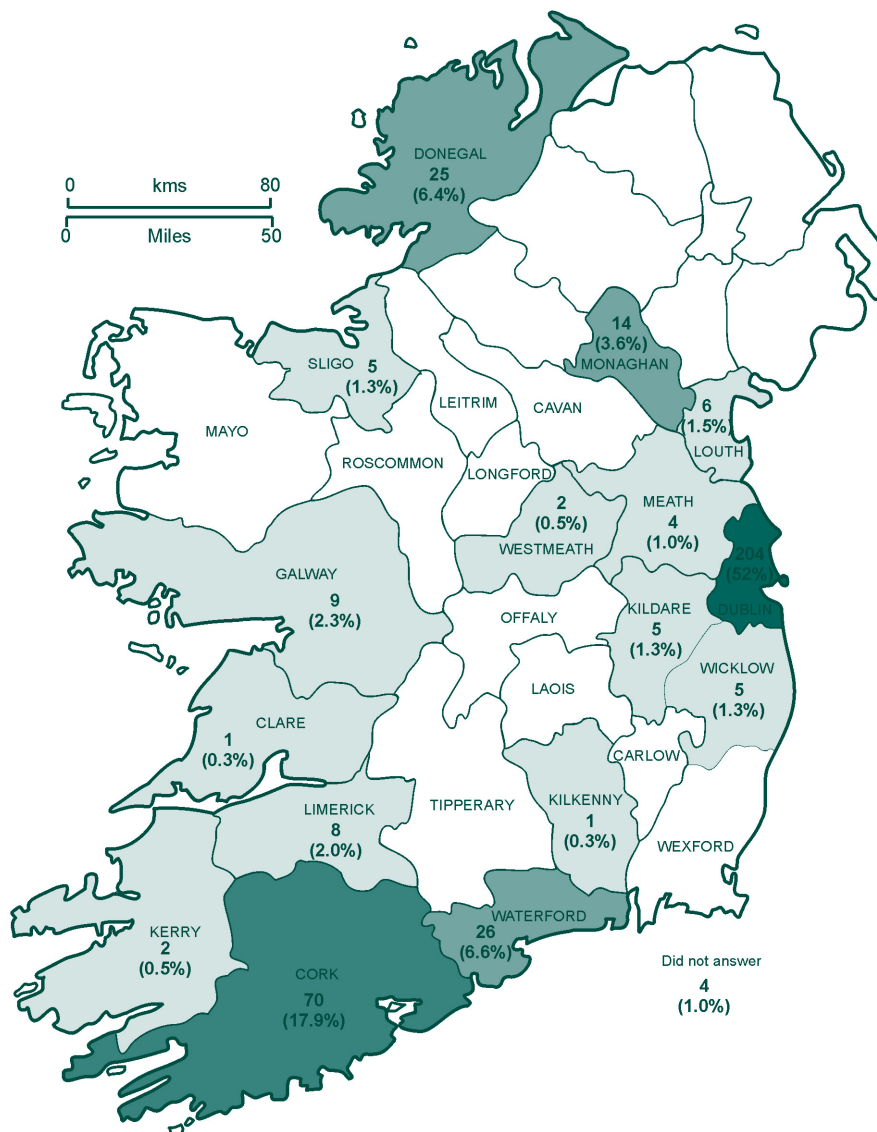 DONEGAL
25
(6.4%)
0 kms 80
0 Miles 50
14
(3.6%)
MONAGHAN
SLIGO 5
(1.3%)
6
(1.5%)
LOUTH
LEITRIM
CAVAN
MAYO
ROSCOMMON
LONGFORD
2
(0.5%)
WESTMEATH
MEATH
4
(1.0%)
204
(52%)
DUBLIN
GALWAY
9
(2.3%)
OFFALY
KILDARE
5
(1.3%)
WICKLOW
5
(1.3%)
LAOIS
CLARE
1
(0.3%)
CARLOW
LIMERICK
8
(2.0%)
TIPPERARY
KILKENNY
1
(0.3%)
WEXFORD
KERRY
2
(0.5%)
WATERFORD
26
(6.6%)
CORK
70
(17.9%)
Did not answer
4
(1.0%)